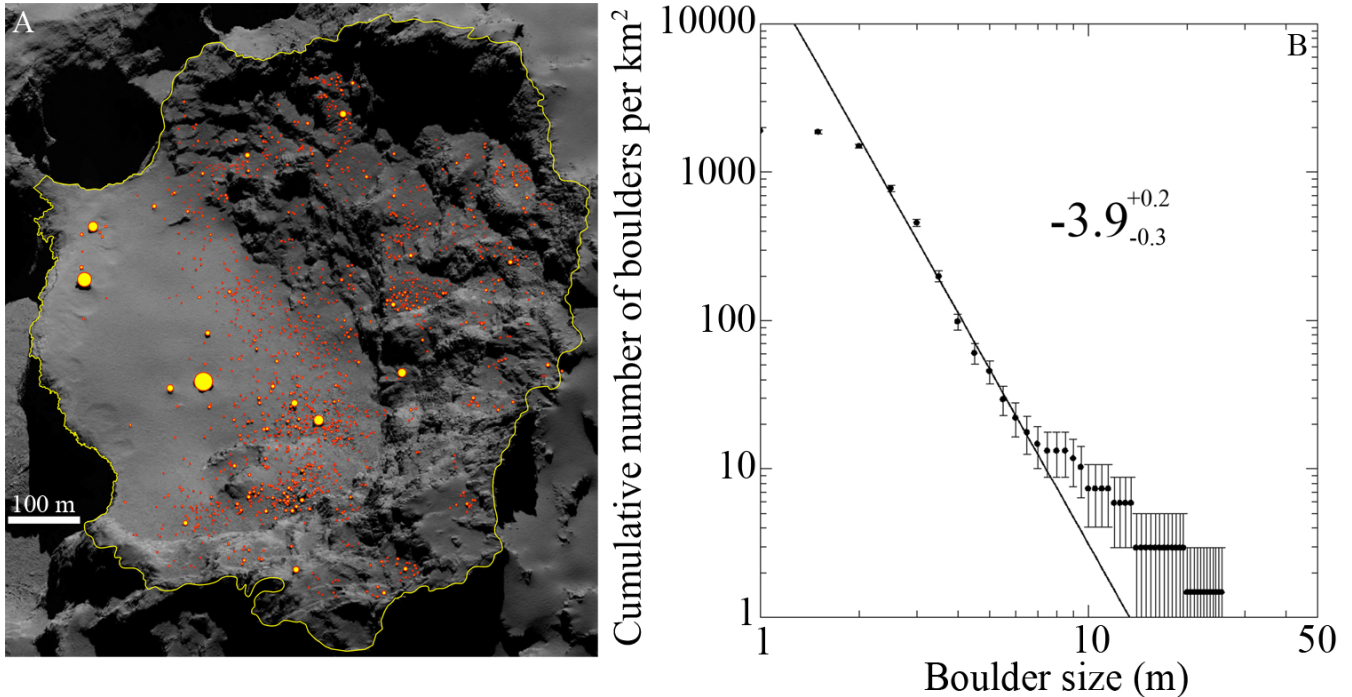 A
100 m
B
Cumulative number of boulders per km²
10000
1000
100
10
1
-3.9 +0.2 -0.3
1 10 50
Boulder size (m)